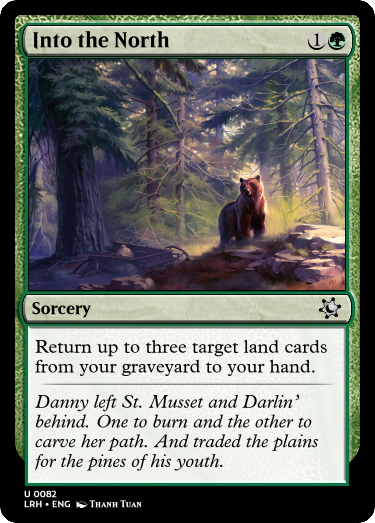 Into the North 1
Sorcery
Return up to three target land cards
from your graveyard to your hand.
Danny left St. Musset and Darlin'
behind. One to burn and the other to
carve her path. And traded the plains
for the pines of his youth.
U 0082
LRH • ENG Thanh Tuan